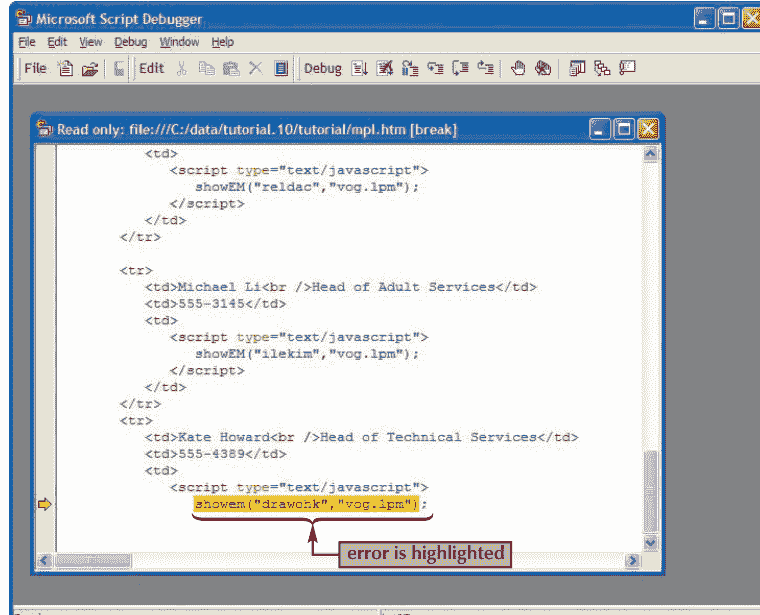 Microsoft Script Debugger
File Edit View Debug Window Help
File Edit Debug
Read only: file:///C:/data/tutorial.10/tutorial/mpl.htm [break]
<td>
<script type="text/javascript">
showEM("reldac","vog.lpm");
</script>
</td>
</tr>
<tr>
<td>Michael Li<br />Head of Adult Services</td>
<td>555-3145</td>
<td>
<script type="text/javascript">
showEM("ilekim","vog.lpm");
</script>
</td>
</tr>
<tr>
<td>Kate Howard<br />Head of Technical Services</td>
<td>555-4389</td>
<td>
<script type="text/javascript">
showem("drawohk","vog.lpm");
error is highlighted